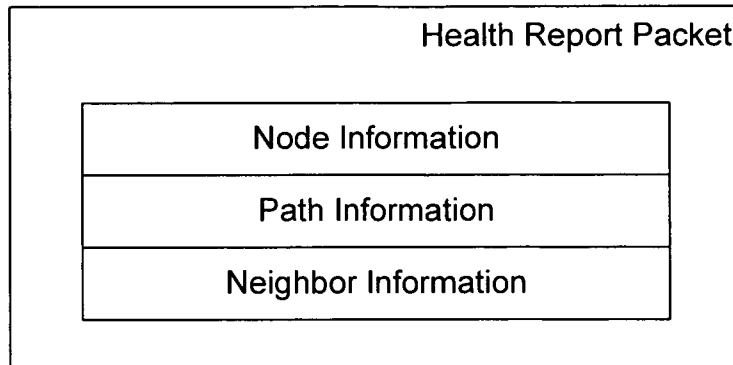 Health Report Packet
Node Information
Path Information
Neighbor Information